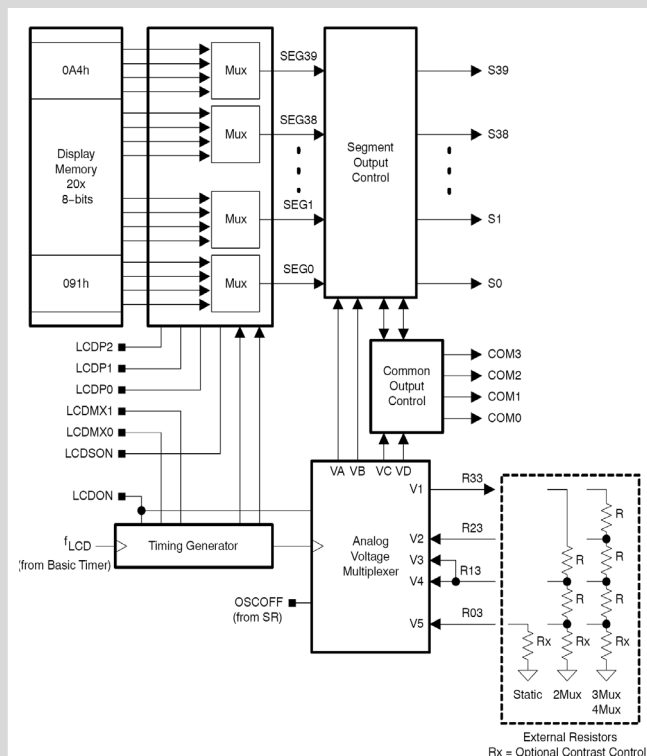 0A4h
Display
Memory
20x
8−bits
091h
Mux
Mux
Mux
Mux
SEG39
SEG38
SEG1
SEG0
Segment
Output
Control
S39
S38
S1
S0
LCDP2
LCDP1
LCDP0
LCDMX1
LCDMX0
LCDSON
LCDON
fLCD
(from Basic Timer)
Timing Generator
OSCOFF
(from SR)
Common
Output
Control
COM3
COM2
COM1
COM0
VA VB VC VD
V1
V2
V3
V4
V5
Analog
Voltage
Multiplexer
R33
R23
R13
R03
R
R
R
R
R
Rx
Rx
Rx
Static 2Mux 3Mux
4Mux
External Resistors
Rx = Optional Contrast Control